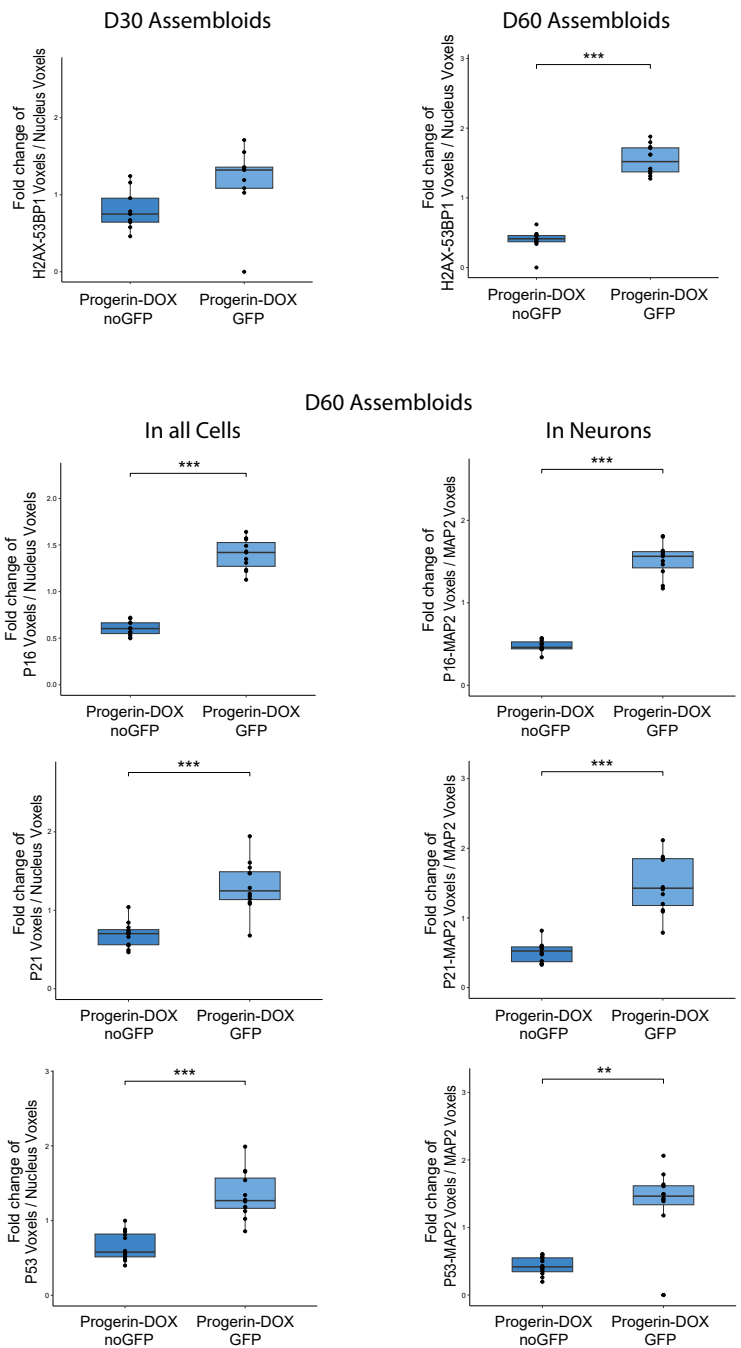 D30 Assembloids
Fold change of
H2AX-53BP1 Voxels / Nucleus Voxels
2
1
0
Progerin-DOX
noGFP
Progerin-DOX
GFP
D60 Assembloids
***
Fold change of
H2AX-53BP1 Voxels / Nucleus Voxels
2
1
0
Progerin-DOX
noGFP
Progerin-DOX
GFP
D60 Assembloids
In all Cells
In Neurons
***
Fold change of
P16 Voxels / Nucleus Voxels
2.0
1.5
1.0
0.5
0.0
Progerin-DOX
noGFP
Progerin-DOX
GFP
***
Fold change of
P16-MAP2 Voxels / MAP2 Voxels
2
1
0
Progerin-DOX
noGFP
Progerin-DOX
GFP
***
Fold change of
P21 Voxels / Nucleus Voxels
2
1
0
Progerin-DOX
noGFP
Progerin-DOX
GFP
***
Fold change of
P21-MAP2 Voxels / MAP2 Voxels
3
2
1
0
Progerin-DOX
noGFP
Progerin-DOX
GFP
***
Fold change of
P53 Voxels / Nucleus Voxels
3
2
1
0
Progerin-DOX
noGFP
Progerin-DOX
GFP
**
Fold change of
P53-MAP2 Voxels / MAP2 Voxels
3
2
1
0
Progerin-DOX
noGFP
Progerin-DOX
GFP